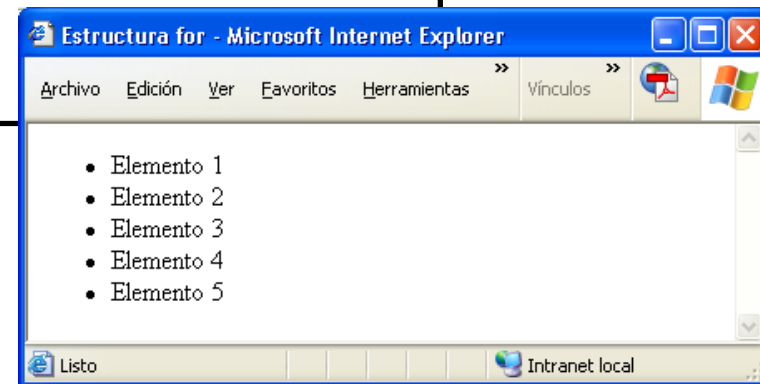 Estructura for - Microsoft Internet Explorer
Archivo Edición Ver Favoritos Herramientas » Vínculos »
• Elemento 1
• Elemento 2
• Elemento 3
• Elemento 4
• Elemento 5
Listo Intranet local